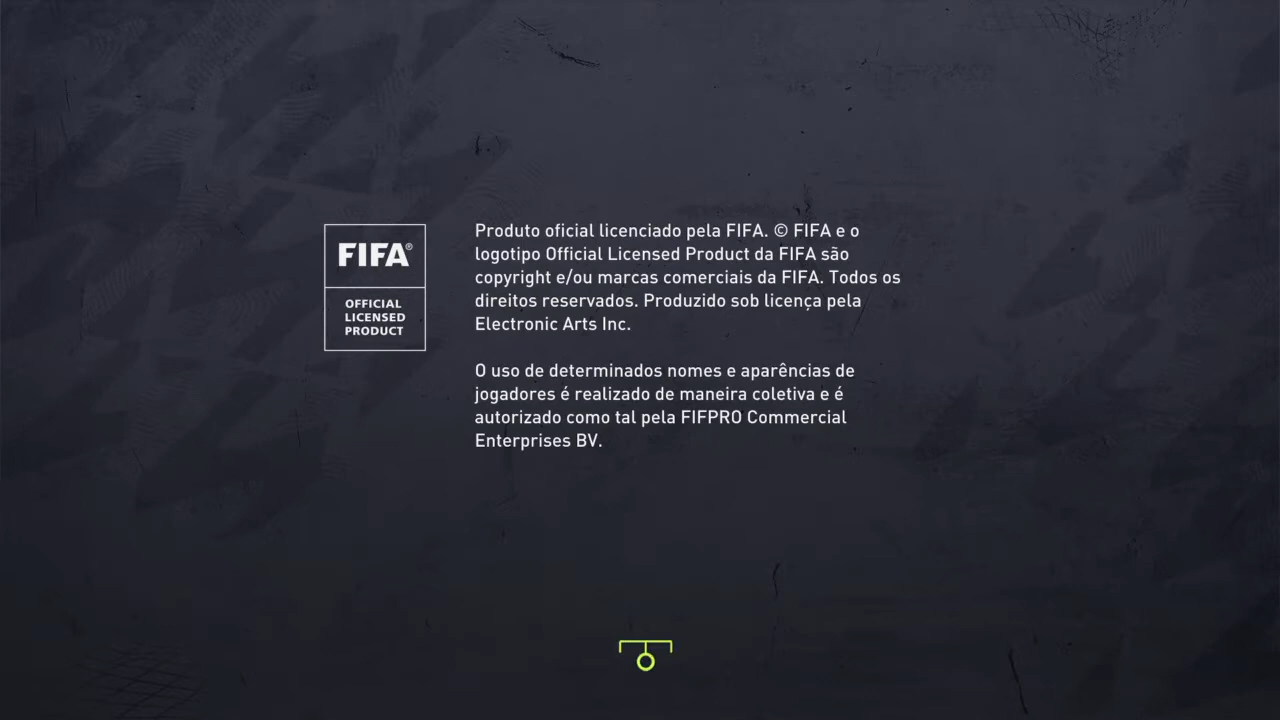 FIFA®
OFFICIAL
LICENSED
PRODUCT
Produto oficial licenciado pela FIFA. © FIFA e o
logotipo Official Licensed Product da FIFA são
copyright e/ou marcas comerciais da FIFA. Todos os
direitos reservados. Produzido sob licença pela
Electronic Arts Inc.
O uso de determinados nomes e aparências de
jogadores é realizado de maneira coletiva e é
autorizado como tal pela FIFPRO Commercial
Enterprises BV.